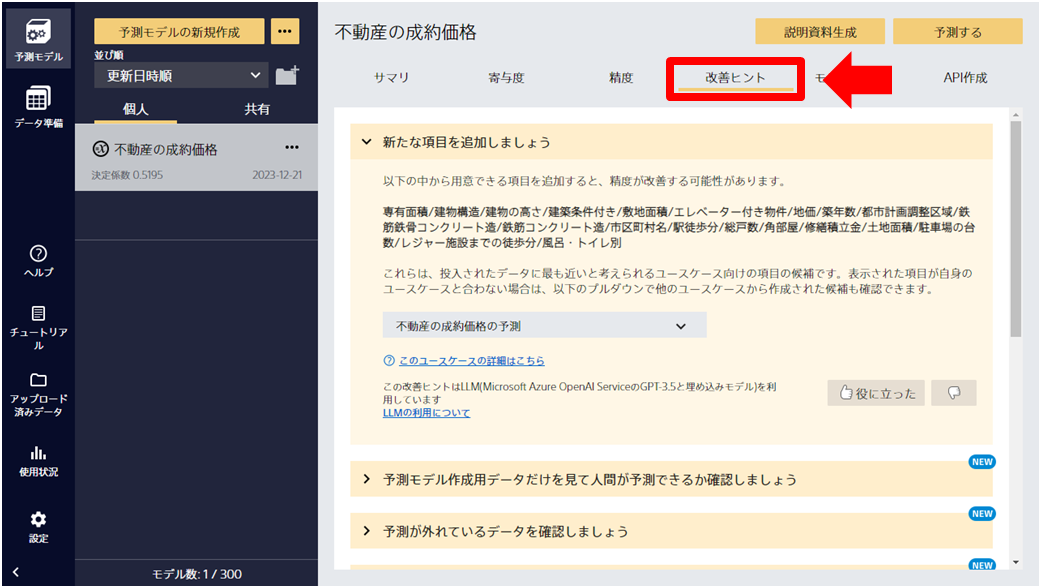 予測モデル
データ準備
ヘルプ
チュートリア
ル
アップロード
済みデータ
使用状況
設定
予測モデルの新規作成
並び順
更新日時順
個人
共有
不動産の成約価格
決定係数 0.5195
2023-12-21
モデル数: 1 / 300
不動産の成約価格
説明資料生成
予測する
サマリ
寄与度
精度
改善ヒント
モ
API作成
新たな項目を追加しましょう
以下の中から用意できる項目を追加すると、精度が改善する可能性があります。
専有面積/建物構造/建物の高さ/建築条件付き/敷地面積/エレベーター付き物件/地価/築年数/都市計画調整区域/鉄
筋鉄骨コンクリート造/鉄筋コンクリート造/市区町村名/駅徒歩分/総戸数/角部屋/修繕積立金/土地面積/駐車場の台
数/レジャー施設までの徒歩分/風呂・トイレ別
これらは、投入されたデータに最も近いと考えられるユースケース向けの項目の候補です。表示された項目が自身の
ユースケースと合わない場合は、以下のプルダウンで他のユースケースから作成された候補も確認できます。
不動産の成約価格の予測
このユースケースの詳細はこちら
この改善ヒントはLLM(Microsoft Azure OpenAI ServiceのGPT-3.5と埋め込みモデル)を利
用しています
LLMの利用について
役に立った
NEW
予測モデル作成用データだけを見て人間が予測できるか確認しましょう
NEW
予測が外れているデータを確認しましょう
NEW